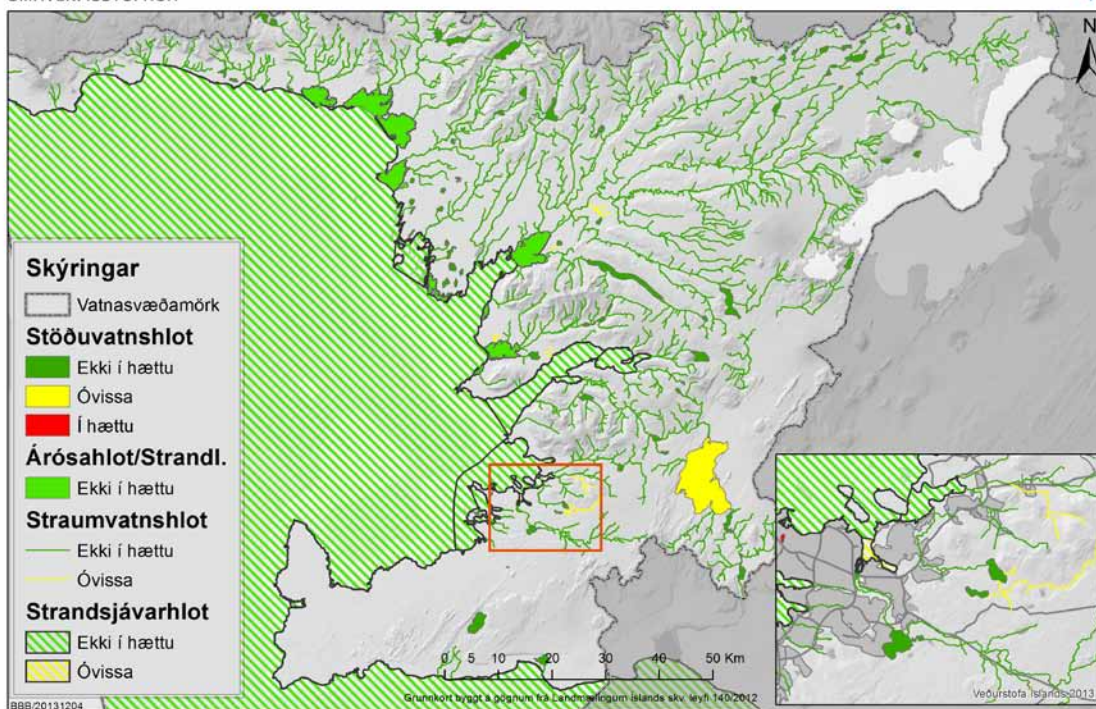 N
Skýringar
Vatnasvæðamörk
Stöðuvatnshlot
Ekki í hættu
Óvissa
Í hættu
Árósahlot/Strandl.
Ekki í hættu
Straumvatnshlot
Ekki í hættu
Óvissa
Strandsjávarhlot
Ekki í hættu
Óvissa
0 5 10 20 30 40 50 Km
Grunnkort byggt á gögnum frá Landmælingum Íslands skv. leyfi 140/2012
Veðurstofa Íslands 2013
BBB/20131204